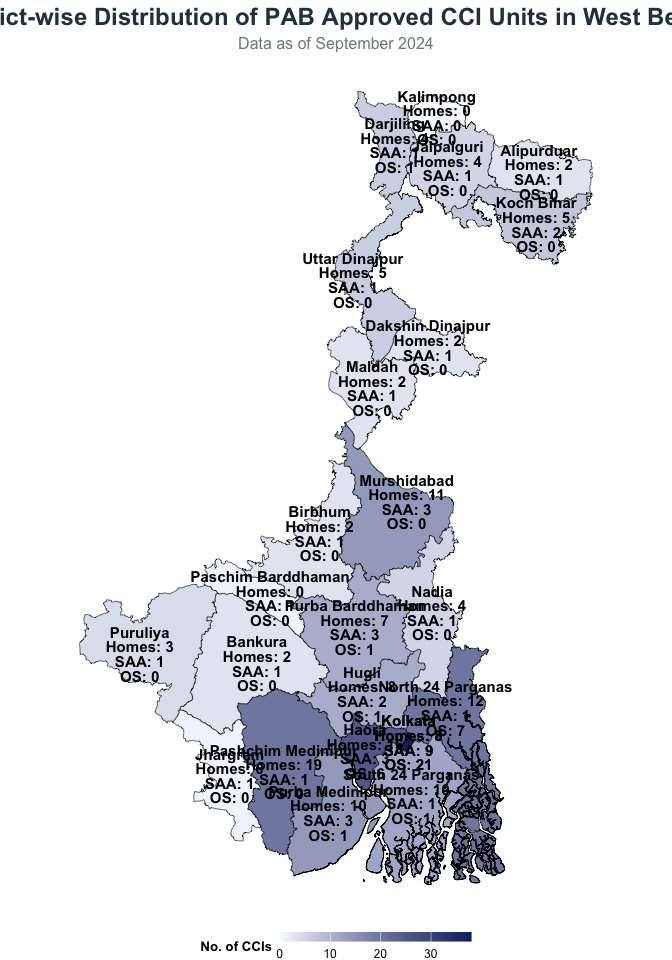 ict-wise Distribution of PAB Approved CCI Units in West Be
Data as of September 2024
Kalimpong
Homes: 0
SAA: 0
OS: 0
Darjiling
Homes:
SAA:
OS: 1
Jalpaiguri
Homes: 4
SAA: 1
OS: 0
Alipurduar
Homes: 2
SAA: 1
OS: 0
Koch Bihar
Homes: 5
SAA: 2
OS: 0
Uttar Dinajpur
Homes: 5
SAA: 1
OS: 0
Dakshin Dinajpur
Homes: 2
SAA: 1
OS: 0
Maldah
Homes: 2
SAA: 1
OS: 0
Murshidabad
Homes: 11
SAA: 3
OS: 0
Birbhum
Homes: 2
SAA: 1
OS: 0
Paschim Barddhaman
Homes: 0
SAA:
OS: 0
Purba Barddhaman
Homes: 7
SAA: 3
OS: 1
Nadia
Homes: 4
SAA: 1
OS: 0
Puruliya
Homes: 3
SAA: 1
OS: 0
Bankura
Homes: 2
SAA: 1
OS: 0
Hugli
Homes: 8
SAA: 2
OS: 1
North 24 Parganas
Homes: 12
SAA: 1
OS: 7
Kolkata
Homes: 8
SAA: 9
OS: 21
Haora
Homes:
SAA:
OS: 6
Jhargram
Homes:
SAA: 1
OS: 0
Pashchim Medinipur
Homes: 19
SAA: 1
OS: 0
South 24 Parganas
Homes:
SAA: 1
OS: 1
Purba Medinipur
Homes: 10
SAA: 3
OS: 1
No. of CCIs
0 10 20 30